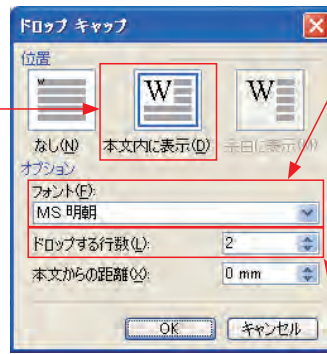 ドロップ キャップ
位置
W W W
なし(N) 本文内に表示(D) 余白に表示(M)
オプション
フォント(F):
MS 明朝
ドロップする行数(L): 2
本文からの距離(X): 0 mm
OK キャンセル